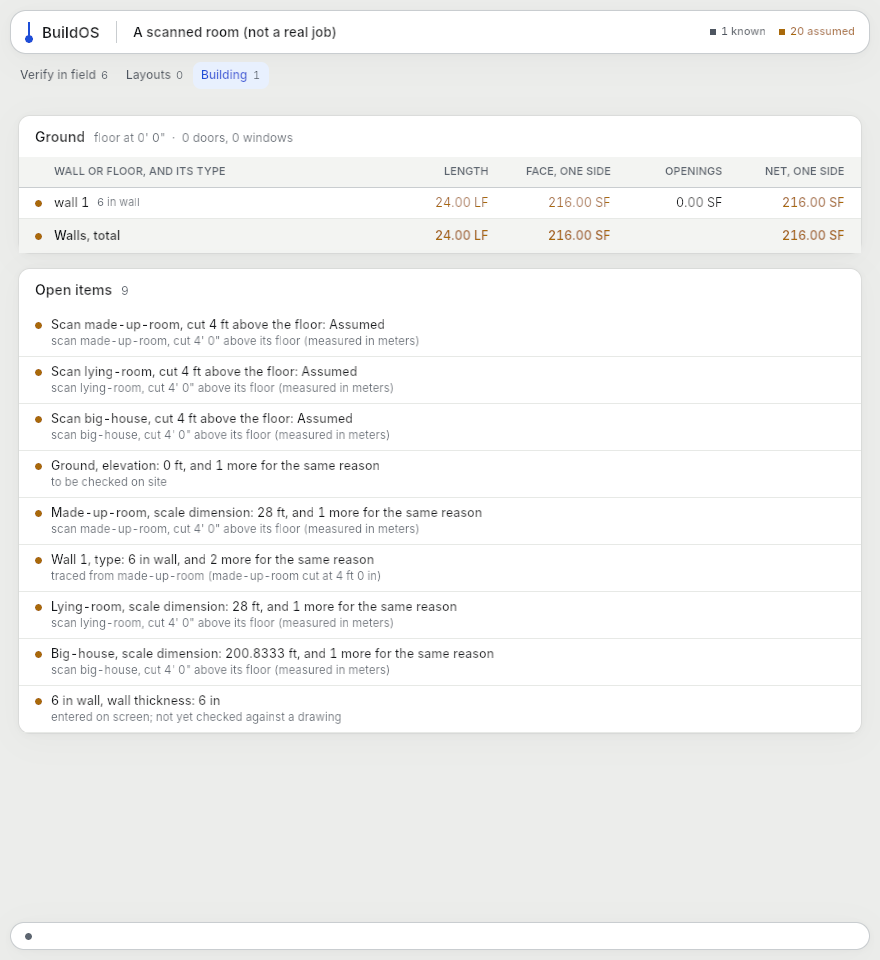 BuildOS
A scanned room (not a real job)
1 known
20 assumed
Verify in field 6
Layouts 0
Building 1
Ground floor at 0' 0" · 0 doors, 0 windows
WALL OR FLOOR, AND ITS TYPE LENGTH FACE, ONE SIDE OPENINGS NET, ONE SIDE
wall 1 6 in wall 24.00 LF 216.00 SF 0.00 SF 216.00 SF
Walls, total 24.00 LF 216.00 SF 216.00 SF
Open items 9
Scan made-up-room, cut 4 ft above the floor: Assumed
scan made-up-room, cut 4' 0" above its floor (measured in meters)
Scan lying-room, cut 4 ft above the floor: Assumed
scan lying-room, cut 4' 0" above its floor (measured in meters)
Scan big-house, cut 4 ft above the floor: Assumed
scan big-house, cut 4' 0" above its floor (measured in meters)
Ground, elevation: 0 ft, and 1 more for the same reason
to be checked on site
Made-up-room, scale dimension: 28 ft, and 1 more for the same reason
scan made-up-room, cut 4' 0" above its floor (measured in meters)
Wall 1, type: 6 in wall, and 2 more for the same reason
traced from made-up-room (made-up-room cut at 4 ft 0 in)
Lying-room, scale dimension: 28 ft, and 1 more for the same reason
scan lying-room, cut 4' 0" above its floor (measured in meters)
Big-house, scale dimension: 200.8333 ft, and 1 more for the same reason
scan big-house, cut 4' 0" above its floor (measured in meters)
6 in wall, wall thickness: 6 in
entered on screen; not yet checked against a drawing